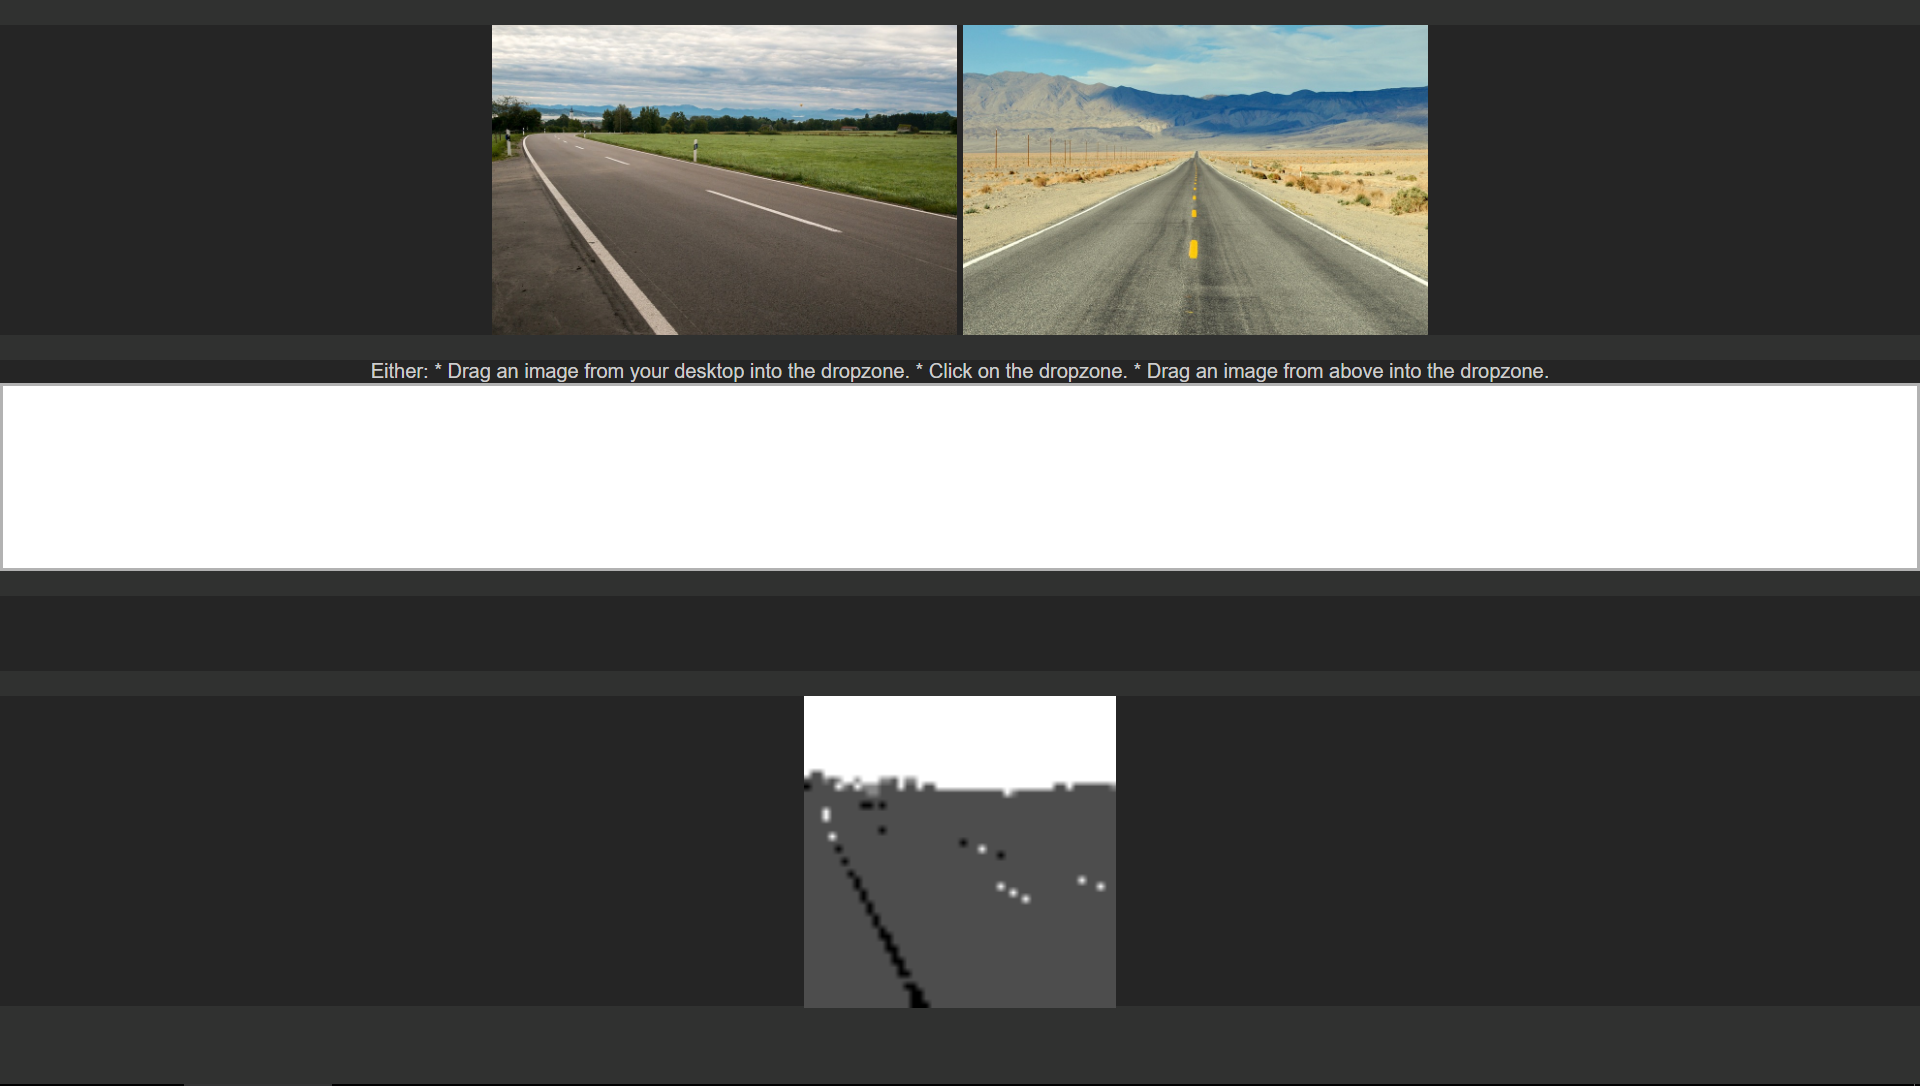 Either: * Drag an image from your desktop into the dropzone. * Click on the dropzone. * Drag an image from above into the dropzone.